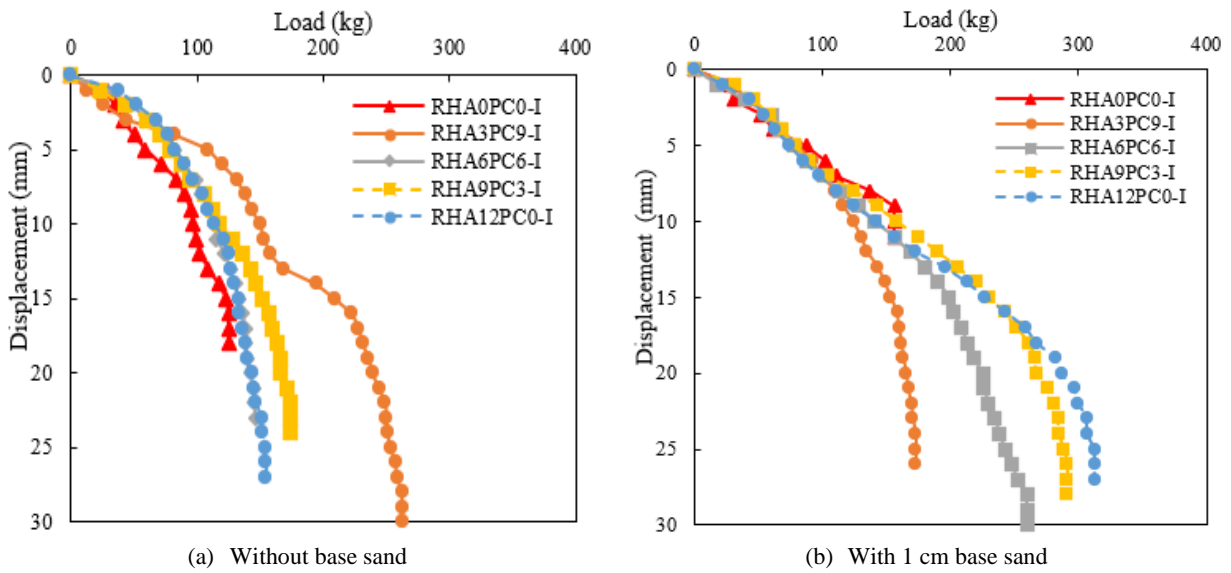 Load (kg)
0 100 200 300 400
0
5
10
15
20
25
30
Displacement (mm)
RHA0PC0-I
RHA3PC9-I
RHA6PC6-I
RHA9PC3-I
RHA12PC0-I
(a) Without base sand
Load (kg)
0 100 200 300 400
0
5
10
15
20
25
30
Displacement (mm)
RHA0PC0-I
RHA3PC9-I
RHA6PC6-I
RHA9PC3-I
RHA12PC0-I
(b) With 1 cm base sand